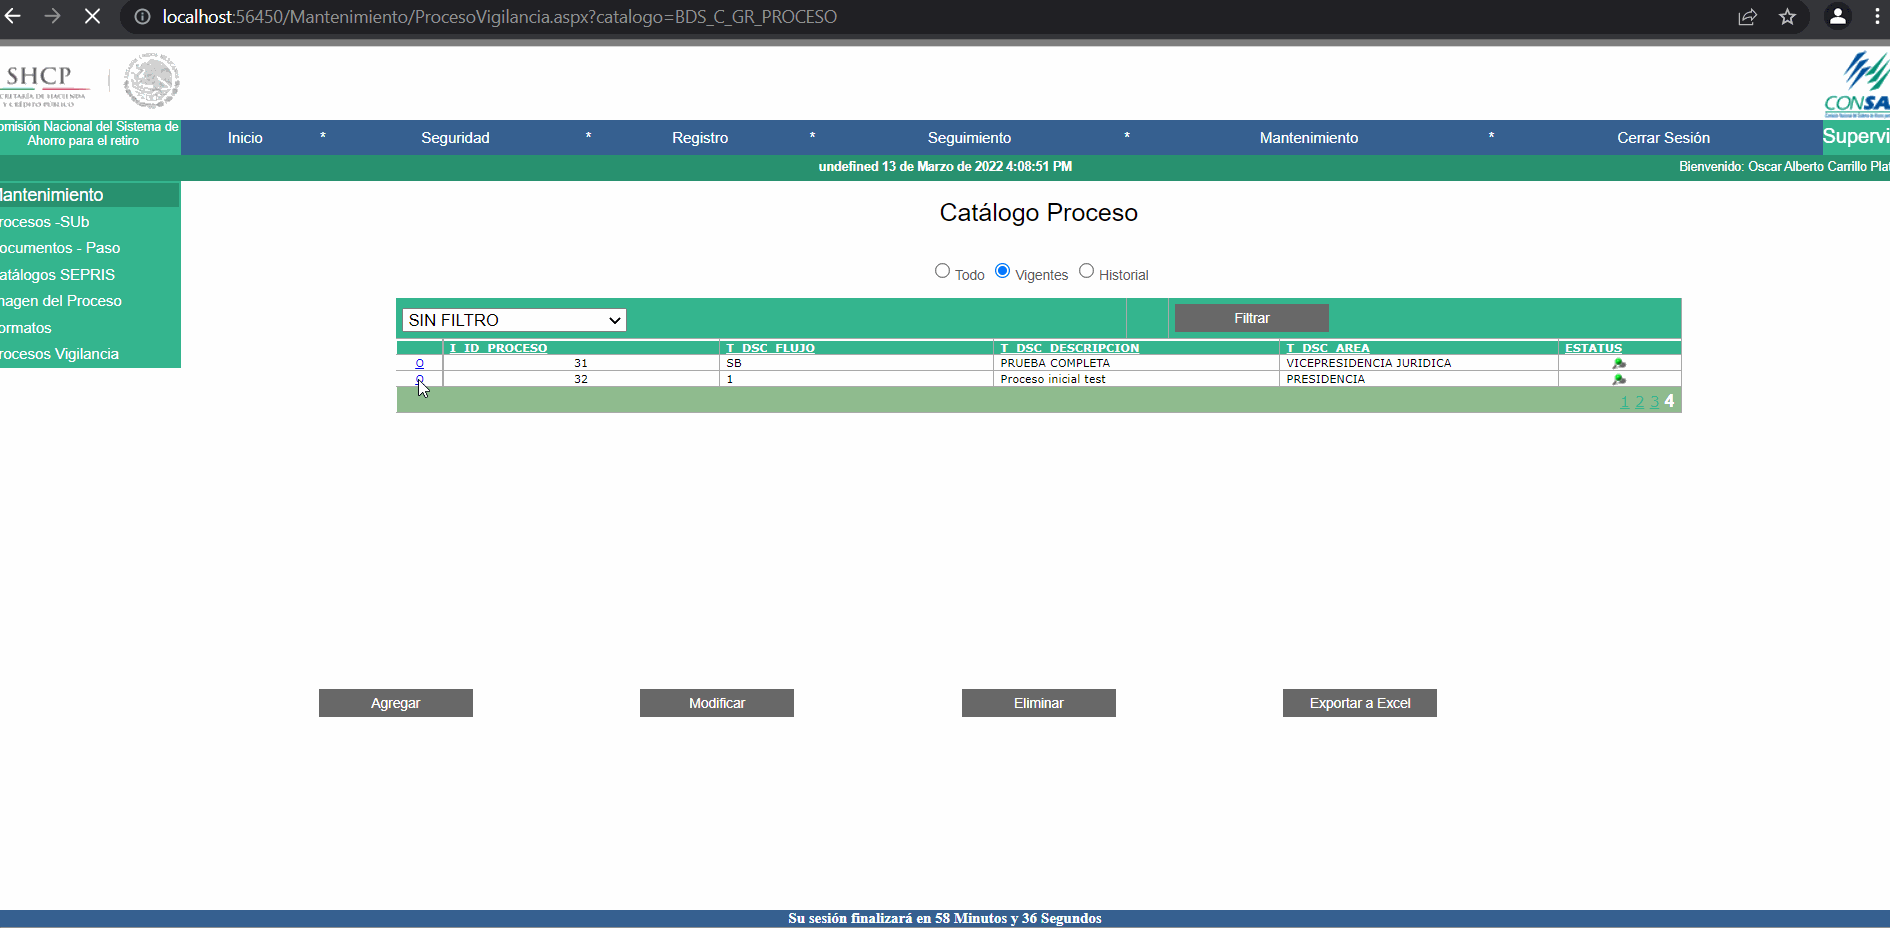 localhost:56450/Mantenimiento/ProcesoVigilancia.aspx?catalogo=BDS_C_GR_PROCESO
SHCP
CRETARÍA DE HACIENDA
Y CRÉDITO PÚBLICO
CONSA
omisión Nacional del Sistema de
Ahorro para el retiro
Inicio * Seguridad * Registro * Seguimiento * Mantenimiento * Cerrar Sesión
Supervi
undefined 13 de Marzo de 2022 4:08:51 PM
Bienvenido: Oscar Alberto Carrillo Pla
Mantenimiento
rocesos -SUb
ocumentos - Paso
atálogos SEPRIS
magen del Proceso
ormatos
rocesos Vigilancia
Catálogo Proceso
Todo Vigentes Historial
SIN FILTRO Filtrar
I_ID_PROCESO T_DSC_FLUJO T_DSC_DESCRIPCION T_DSC_AREA ESTATUS
O 31 SB PRUEBA COMPLETA VICEPRESIDENCIA JURIDICA
O 32 1 Proceso inicial test PRESIDENCIA
1 2 3 4
Agregar Modificar Eliminar Exportar a Excel
Su sesión finalizará en 58 Minutos y 36 Segundos